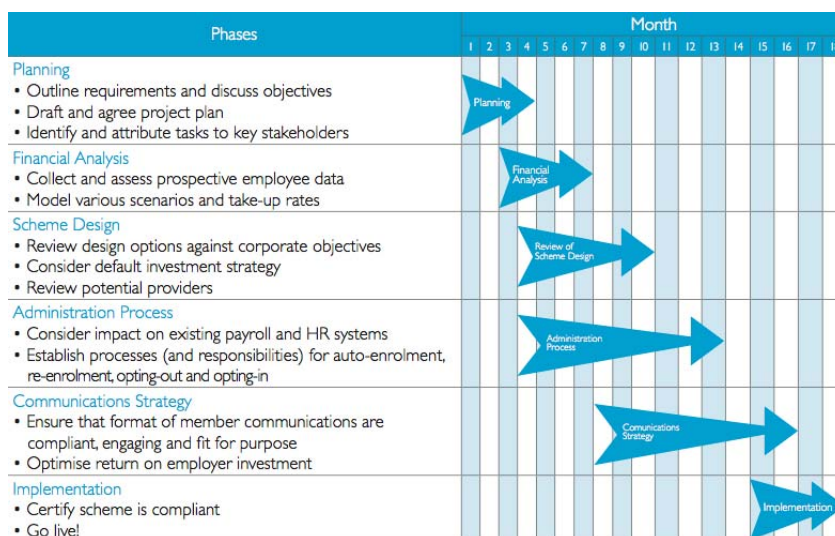 Phases
Month
1 2 3 4 5 6 7 8 9 10 11 12 13 14 15 16 17
Planning
• Outline requirements and discuss objectives
• Draft and agree project plan
• Identify and attribute tasks to key stakeholders
Planning
Financial Analysis
• Collect and assess prospective employee data
• Model various scenarios and take-up rates
Financial
Analysis
Scheme Design
• Review design options against corporate objectives
• Consider default investment strategy
• Review potential providers
Review of
Scheme Design
Administration Process
• Consider impact on existing payroll and HR systems
• Establish processes (and responsibilities) for auto-enrolment,
re-enrolment, opting-out and opting-in
Administration
Process
Communications Strategy
• Ensure that format of member communications are
compliant, engaging and fit for purpose
• Optimise return on employer investment
Comunications
Strategy
Implementation
• Certify scheme is compliant
• Go live!
Implementation